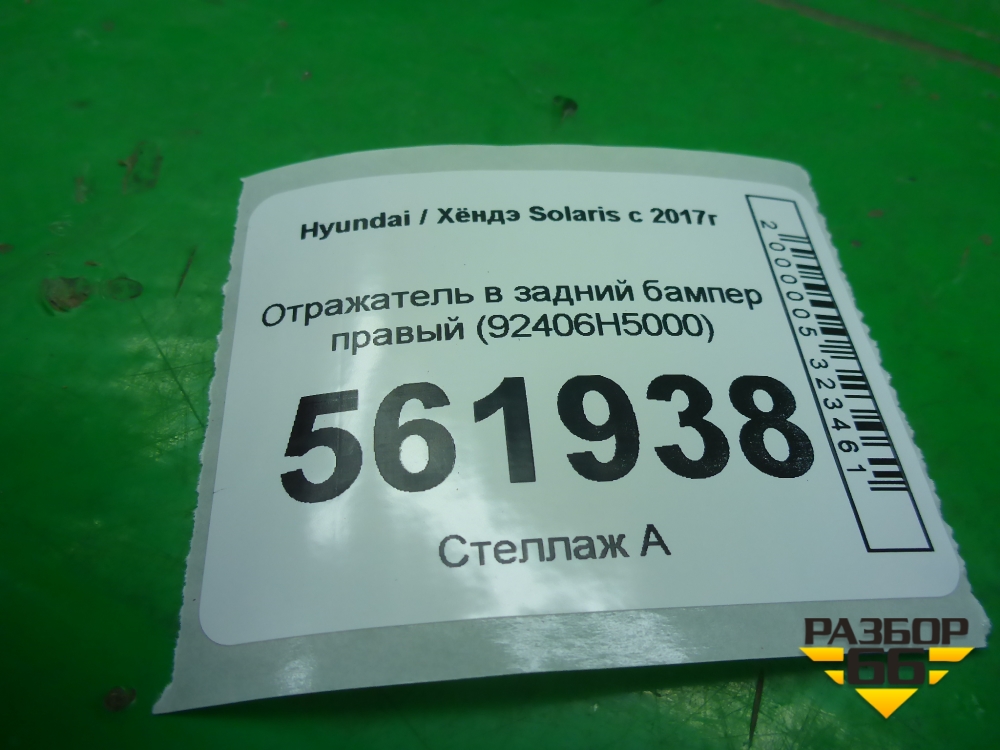 Hyundai / Хёндэ Solaris с 2017г
Отражатель в задний бампер
правый (92406H5000)
561938
Стеллаж А
2000005323461
РАЗБОР
66